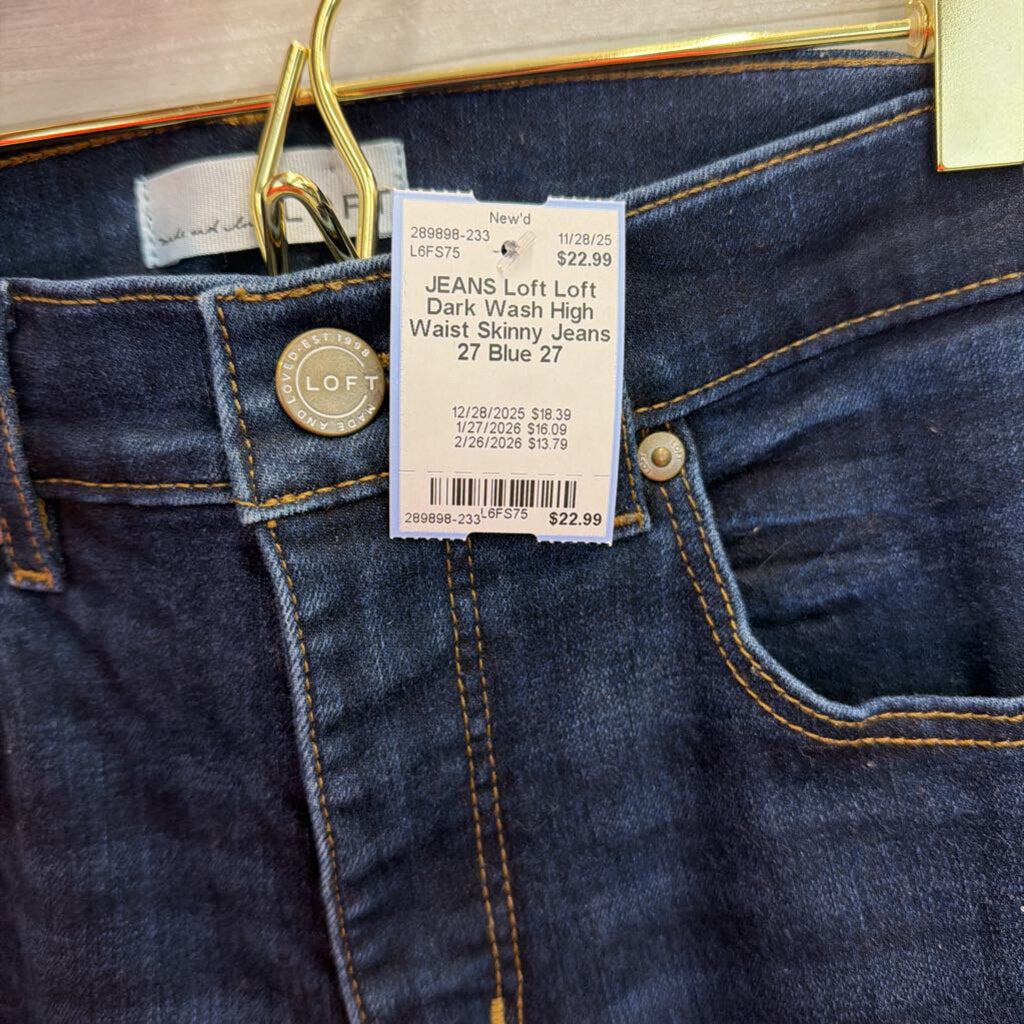 LOFT
New'd
289898-233 11/28/25
L6FS75 $22.99
JEANS Loft Loft
Dark Wash High
Waist Skinny Jeans
27 Blue 27
12/28/2025 $18.39
1/27/2026 $16.09
2/26/2026 $13.79
289898-233 L6FS75 $22.99
MADE AND LOVED·EST.1998
LOFT